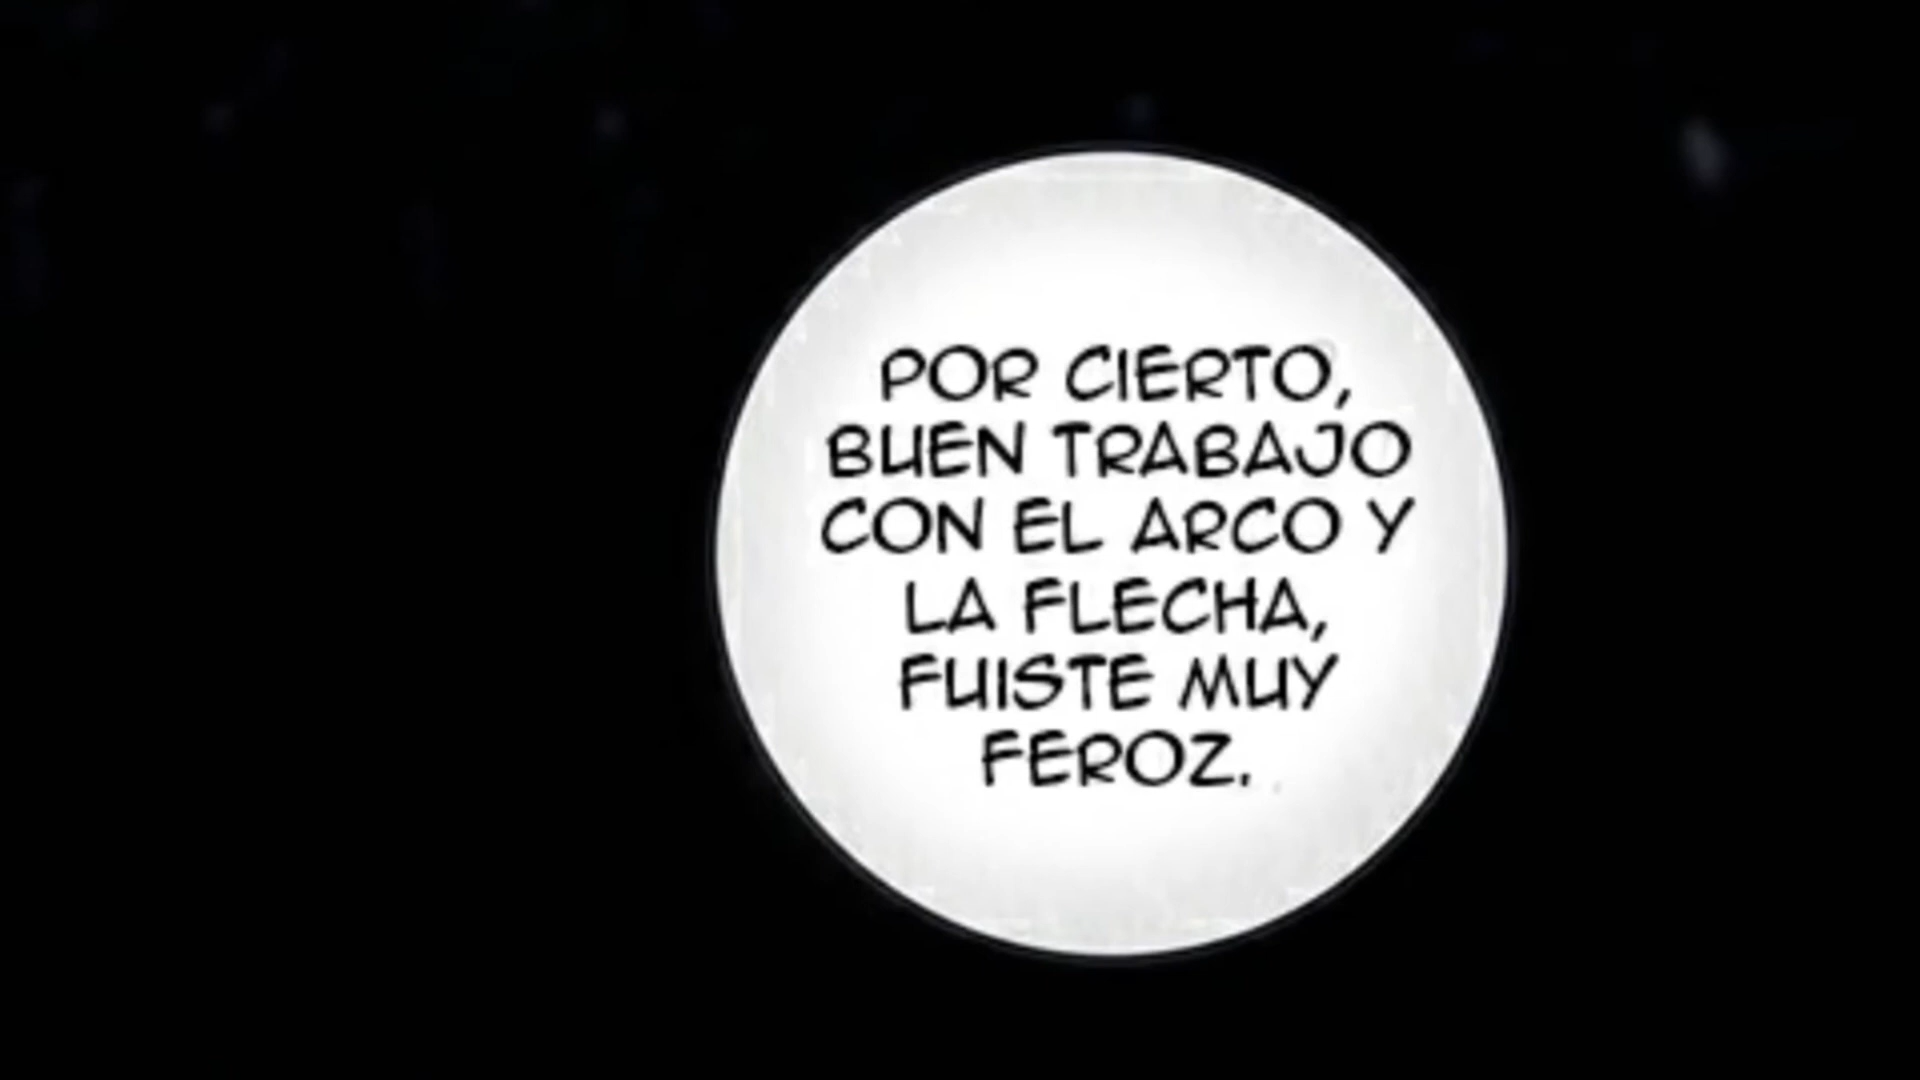 POR CIERTO,
BUEN TRABAJO
CON EL ARCO Y
LA FLECHA,
FUISTE MUY
FEROZ.